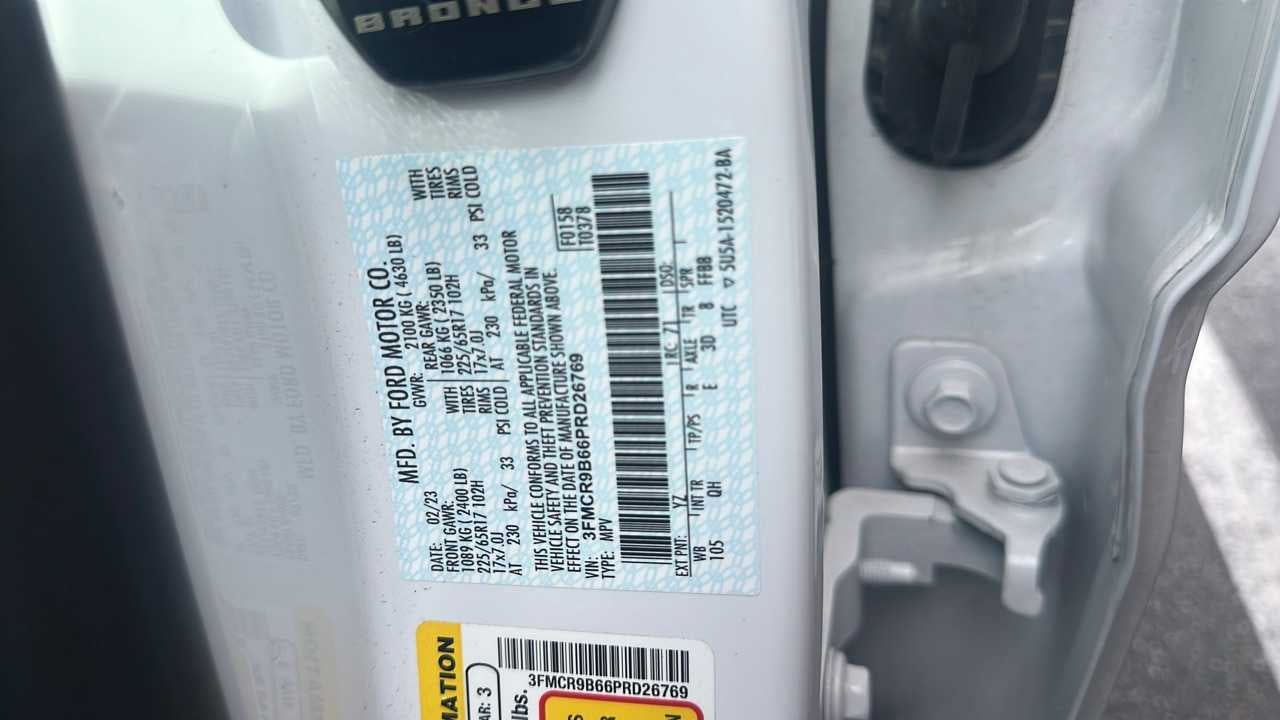 BRONCO
MFD. BY FORD MOTOR CO.
DATE: 02/23 GVWR: 2100 KG ( 4630 LB)
FRONT GAWR: REAR GAWR:
1089 KG ( 2400 LB) WITH 1066 KG ( 2350 LB) WITH
225/65R17 102H TIRES 225/65R17 102H TIRES
17x7.0J RIMS 17x7.0J RIMS
AT 230 kPa/ 33 PSI COLD AT 230 kPa/ 33 PSI COLD
THIS VEHICLE CONFORMS TO ALL APPLICABLE FEDERAL MOTOR
VEHICLE SAFETY AND THEFT PREVENTION STANDARDS IN
EFFECT ON THE DATE OF MANUFACTURE SHOWN ABOVE.
VIN: 3FMCR9B66PRD26769
TYPE: MPV
F0158
T0378
EXT PNT: YZ RC: 71 DSO:
WB INT TR TP/PS R AXLE TR SPR
105 QH E 3D 8 FFBB
UTC ▽ 5U5A-1520472-BA
MATION
AR: 3
lbs.
3FMCR9B66PRD26769